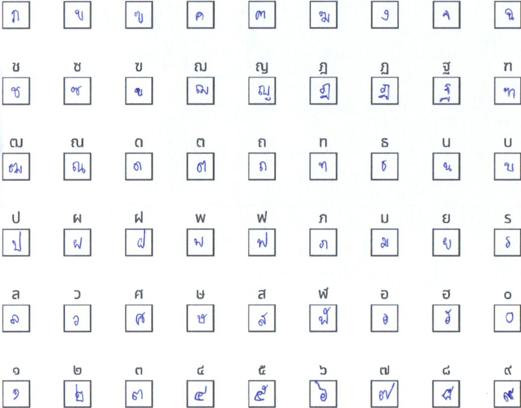 ก ข ฃ ค ฅ ฆ ง จ ฉ
ช ซ ข ฌ ญ ฎ ฏ ฐ ฑ
ช ซ ข ฌ ญ ฎ ฏ ฐ ฑ
ฒ ณ ด ต ถ ท ธ น บ
ฒ ณ ด ต ถ ท ธ น บ
ป ผ ฝ พ ฟ ภ ม ย ร
ป ผ ฝ พ ฟ ภ ม ย ร
ล ว ศ ษ ส ฬ อ ฮ ๐
ล ว ศ ษ ส ฬ อ ฮ ๐
๑ ๒ ๓ ๔ ๕ ๖ ๗ ๘ ๙
๑ ๒ ๓ ๔ ๕ ๖ ๗ ๘ ๙